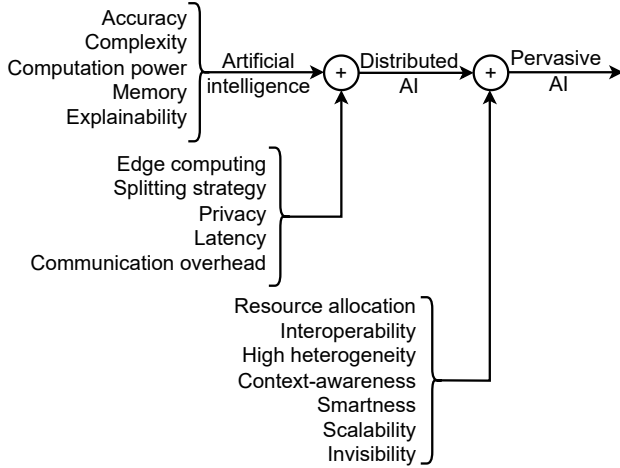 Accuracy
Complexity
Computation power
Memory
Explainability
Artificial
intelligence
+
Distributed
AI
+
Pervasive
AI
Edge computing
Splitting strategy
Privacy
Latency
Communication overhead
Resource allocation
Interoperability
High heterogeneity
Context-awareness
Smartness
Scalability
Invisibility